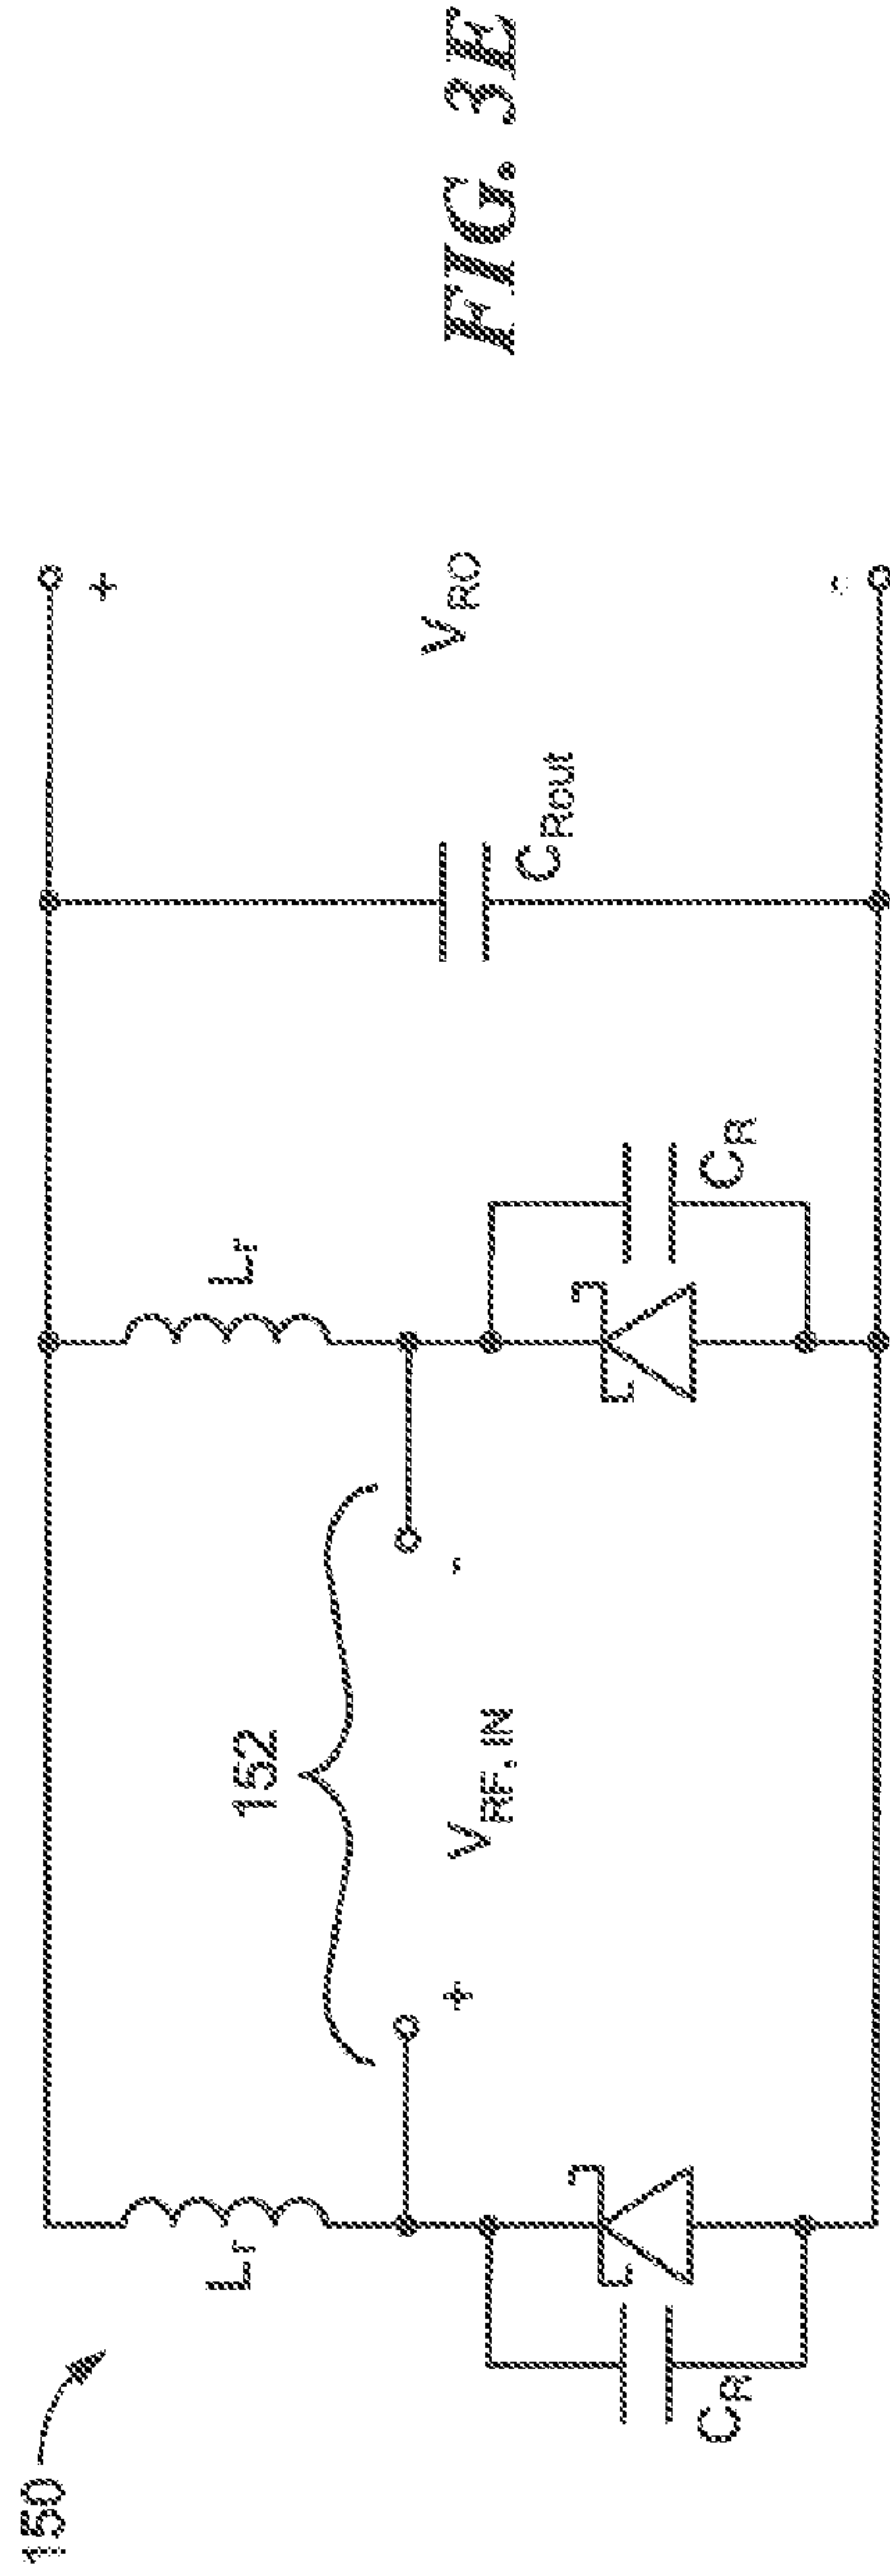 150
L_r
L_r
+
152
V_RF, IN
-
C_R
C_R
C_Rout
+
V_RO
-
FIG. 3E